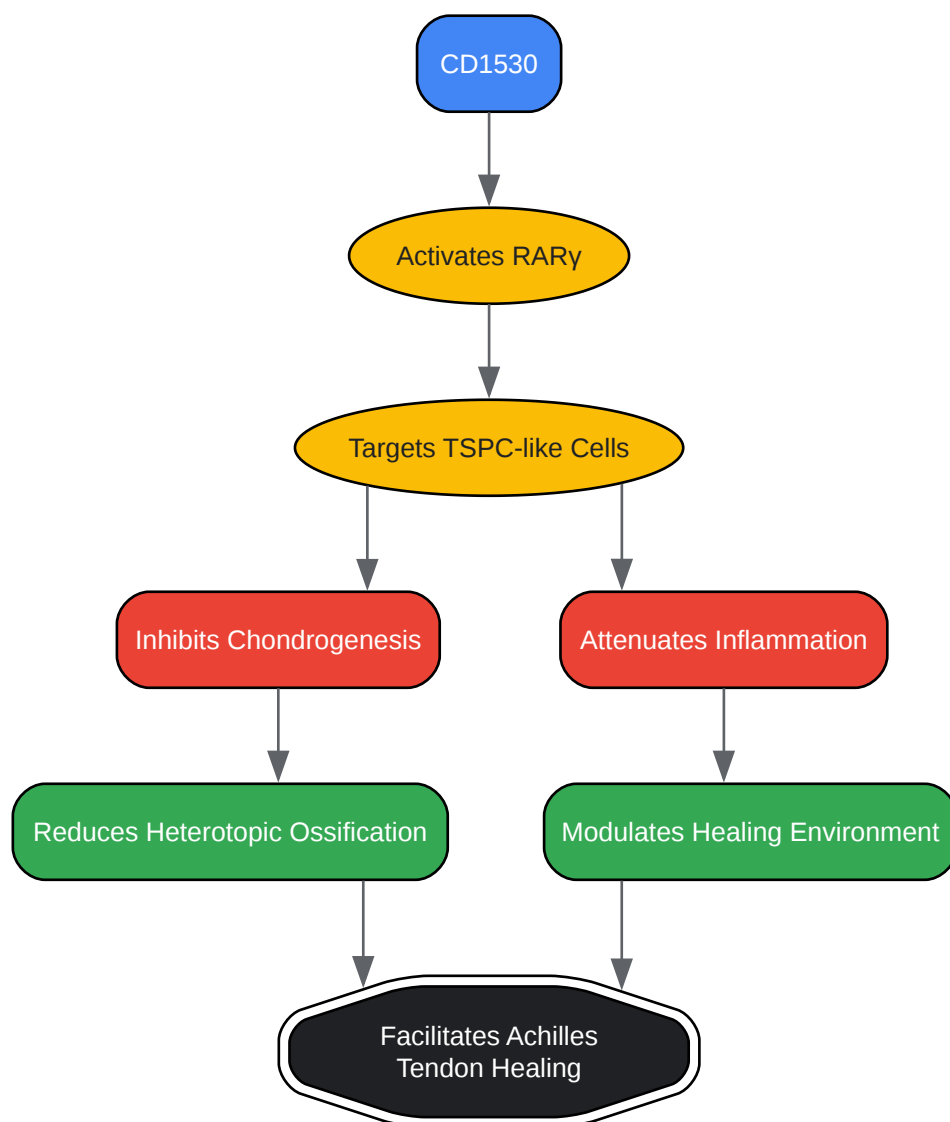 CD1530
Activates RARγ
Targets TSPC-like Cells
Inhibits Chondrogenesis
Attenuates Inflammation
Reduces Heterotopic Ossification
Modulates Healing Environment
Facilitates Achilles
Tendon Healing